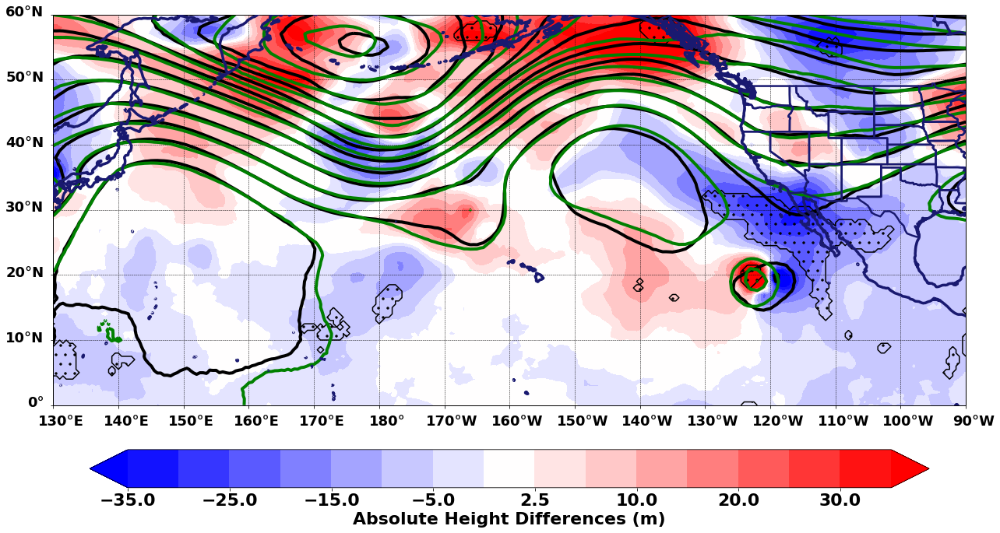 60°N
50°N
40°N
30°N
20°N
10°N
0°
130°E 140°E 150°E 160°E 170°E 180° 170°W 160°W 150°W 140°W 130°W 120°W 110°W 100°W 90°W
−35.0 −25.0 −15.0 −5.0 2.5 10.0 20.0 30.0
Absolute Height Differences (m)